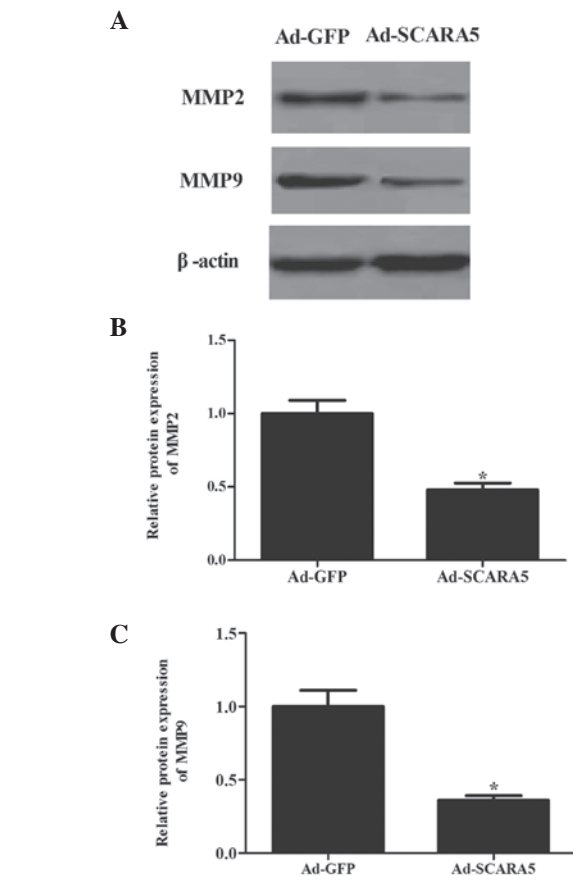 A
Ad-GFP Ad-SCARA5
MMP2
MMP9
β-actin
B
Relative protein expression
of MMP2
1.5
1.0
0.5
0.0
*
Ad-GFP Ad-SCARA5
C
Relative protein expression
of MMP9
1.5
1.0
0.5
0.0
*
Ad-GFP Ad-SCARA5